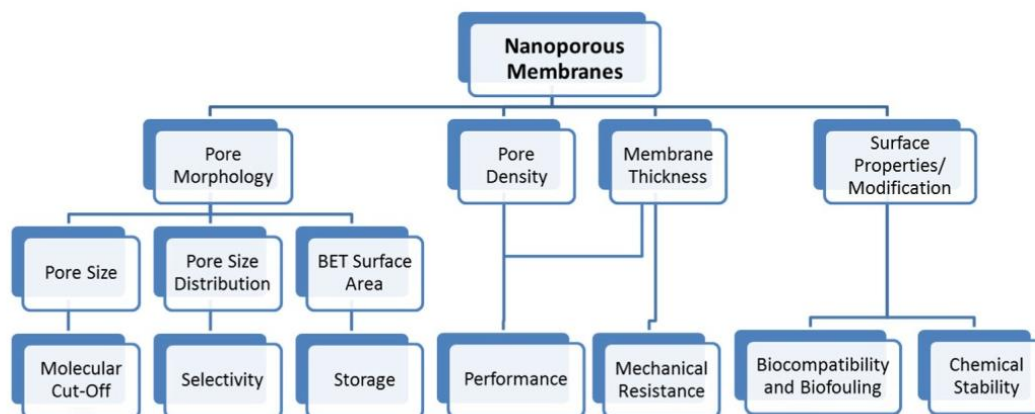 Nanoporous
Membranes
Pore
Morphology
Pore
Density
Membrane
Thickness
Surface
Properties/
Modification
Pore Size
Pore Size
Distribution
BET Surface
Area
Molecular
Cut-Off
Selectivity
Storage
Performance
Mechanical
Resistance
Biocompatibility
and Biofouling
Chemical
Stability